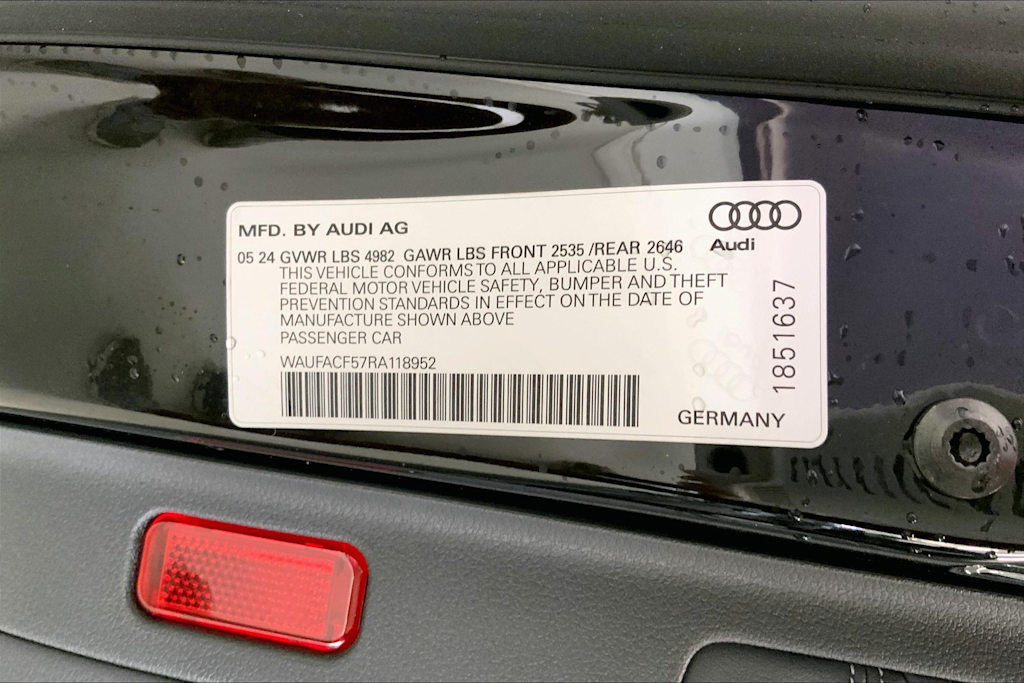 MFD. BY AUDI AG
Audi
05 24 GVWR LBS 4982 GAWR LBS FRONT 2535 /REAR 2646
THIS VEHICLE CONFORMS TO ALL APPLICABLE U.S.
FEDERAL MOTOR VEHICLE SAFETY, BUMPER AND THEFT
PREVENTION STANDARDS IN EFFECT ON THE DATE OF
MANUFACTURE SHOWN ABOVE
PASSENGER CAR
WAUFACF57RA118952
1851637
GERMANY